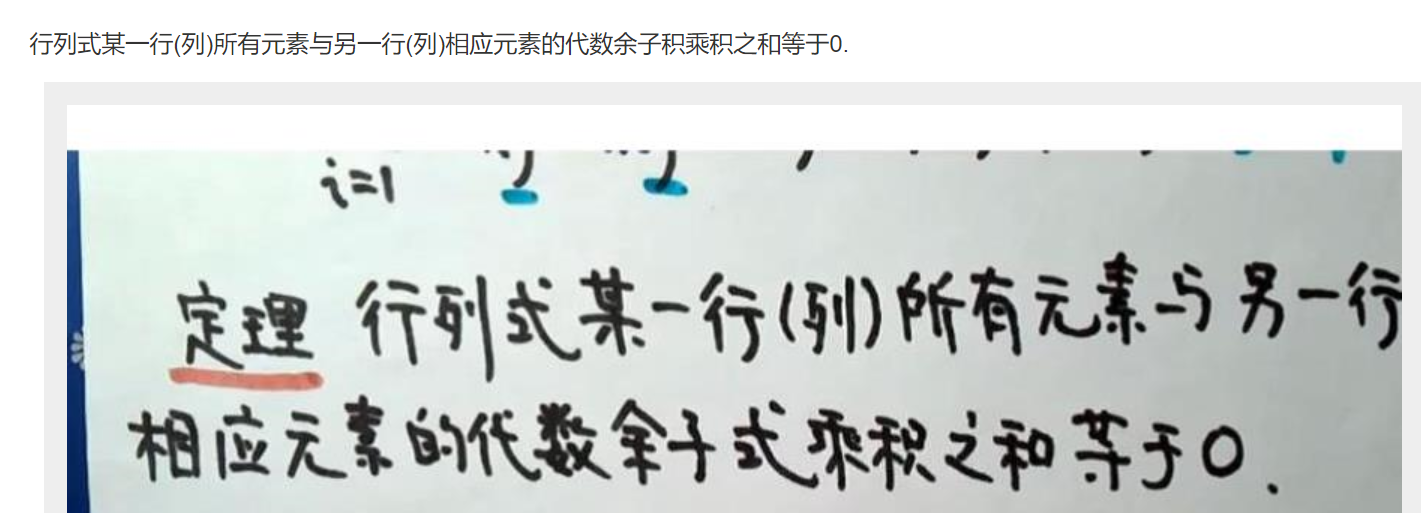 行列式某一行(列)所有元素与另一行(列)相应元素的代数余子积乘积之和等于0.
i=1
定理 行列式某一行(列)所有元素与另一行
相应元素的代数余子式乘积之和等于0.